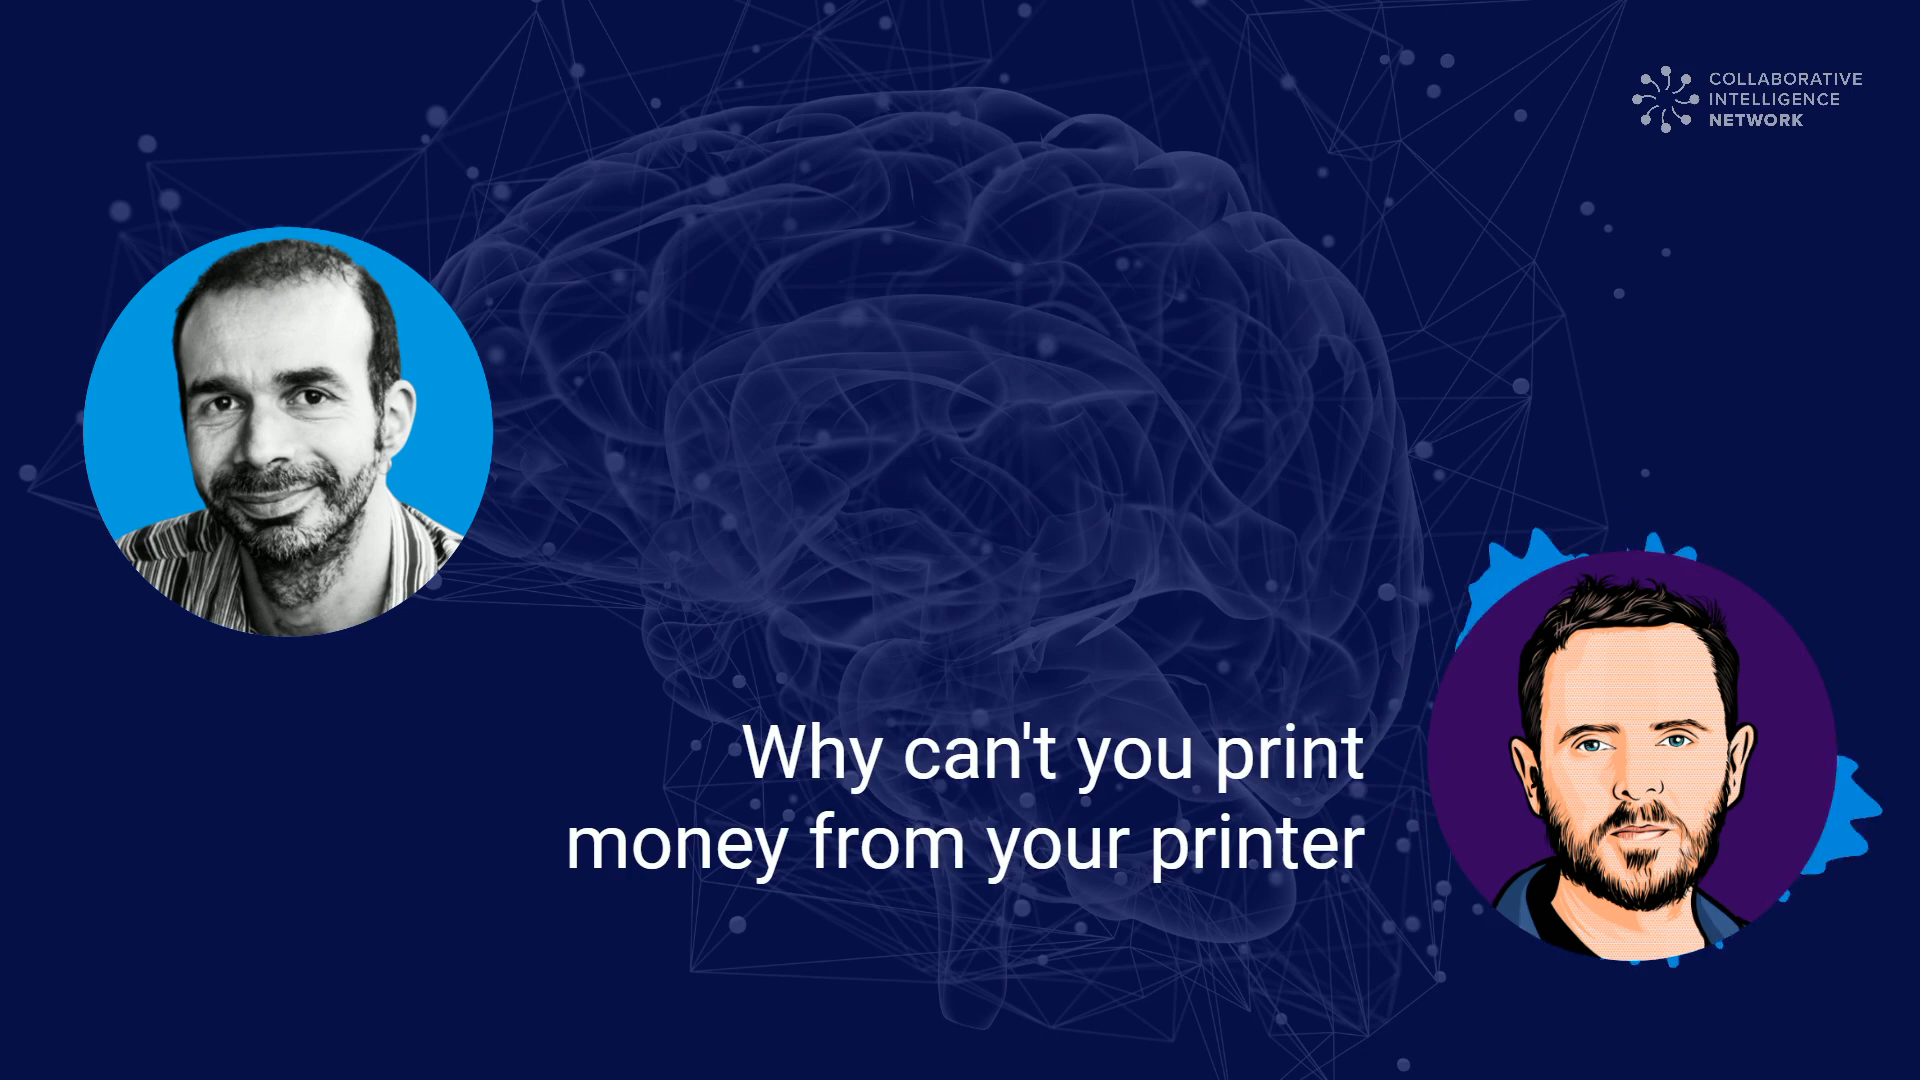 COLLABORATIVE
INTELLIGENCE
NETWORK
Why can't you print
money from your printer